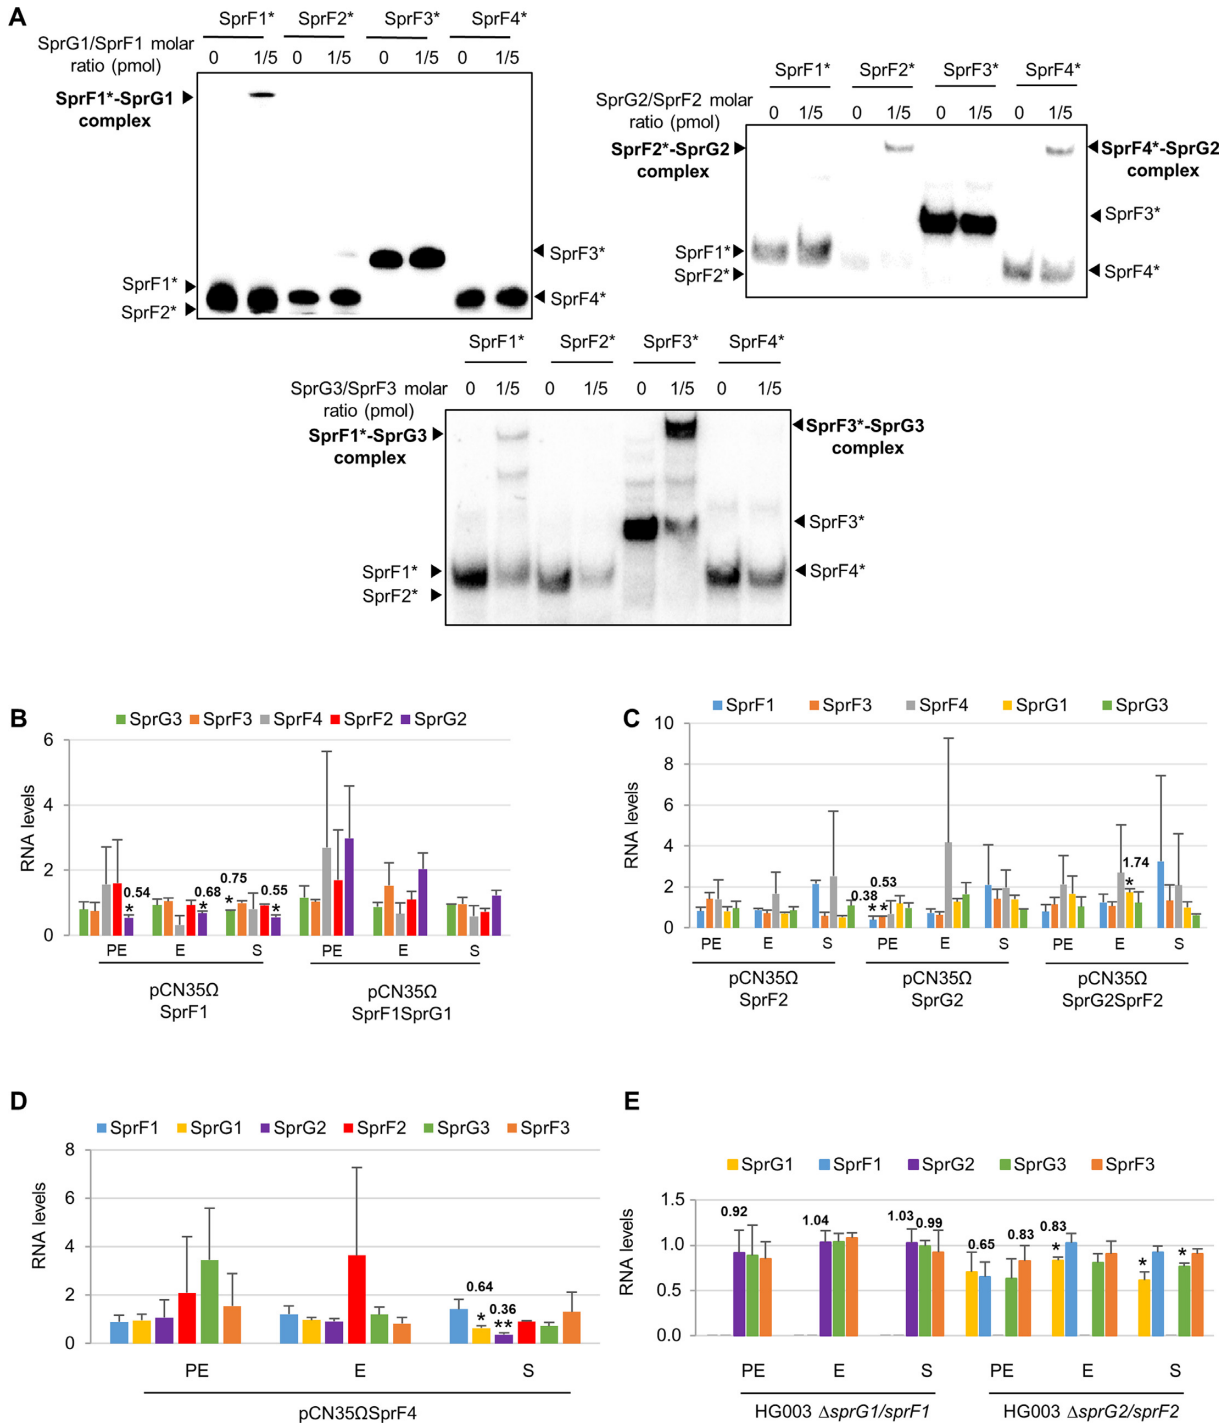 A
SprF1* SprF2* SprF3* SprF4*
SprG1/SprF1 molar
ratio (pmol)
0 1/5 0 1/5 0 1/5 0 1/5
SprF1*-SprG1
complex
SprF3*
SprF1*
SprF2*
SprF4*
SprF1* SprF2* SprF3* SprF4*
SprG2/SprF2 molar
ratio (pmol)
0 1/5 0 1/5 0 1/5 0 1/5
SprF2*-SprG2
complex
SprF4*-SprG2
complex
SprF3*
SprF1*
SprF2*
SprF4*
SprF1* SprF2* SprF3* SprF4*
SprG3/SprF3 molar
ratio (pmol)
0 1/5 0 1/5 0 1/5 0 1/5
SprF1*-SprG3
complex
SprF3*-SprG3
complex
SprF3*
SprF1*
SprF2*
SprF4*
B
SprG3 SprF3 SprF4 SprF2 SprG2
RNA levels
6
4
2
0
0.54 * 0.68 * 0.75 * 0.55 *
PE E S PE E S
pCN35Ω
SprF1
pCN35Ω
SprF1SprG1
C
SprF1 SprF3 SprF4 SprG1 SprG3
RNA levels
10
8
6
4
2
0
0.38 * 0.53 * 1.74 *
PE E S PE E S PE E S
pCN35Ω
SprF2
pCN35Ω
SprG2
pCN35Ω
SprG2SprF2
D
SprF1 SprG1 SprG2 SprF2 SprG3 SprF3
RNA levels
8
6
4
2
0
0.64 * 0.36 **
PE E S
pCN35ΩSprF4
E
SprG1 SprF1 SprG2 SprG3 SprF3
RNA levels
1.5
1.0
0.5
0.0
0.92 1.04 1.03 0.99 0.65 0.83 0.83 * * *
PE E S PE E S
HG003 ΔsprG1/sprF1
HG003 ΔsprG2/sprF2